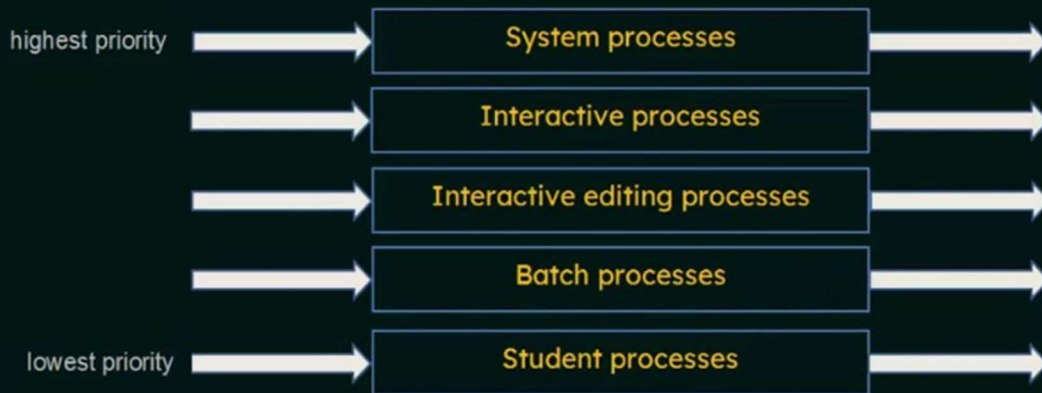 highest priority
System processes
Interactive processes
Interactive editing processes
Batch processes
lowest priority
Student processes